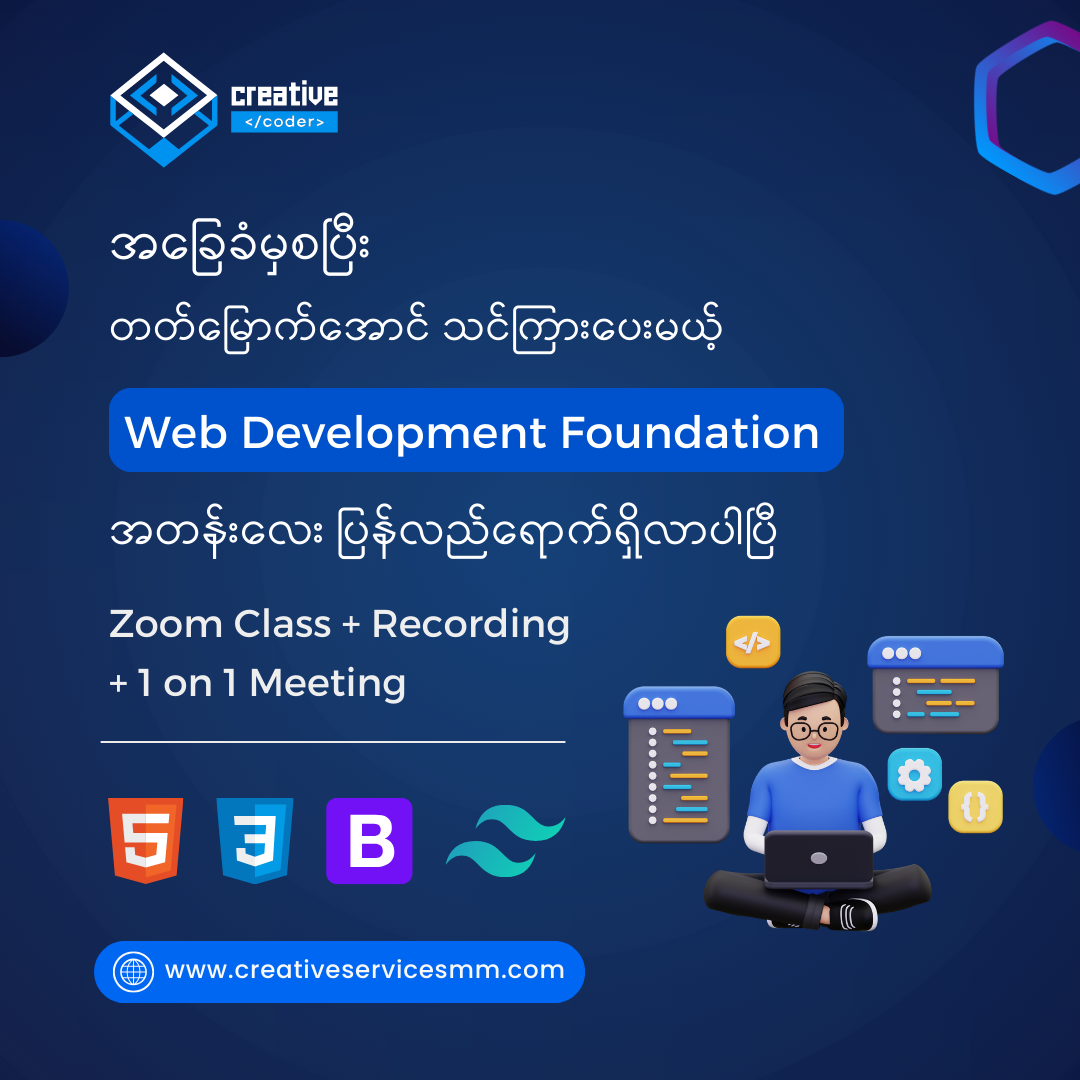 creative
</coder>
အခြေခံမှစပြီး
တတ်မြောက်အောင် သင်ကြားပေးမယ့်
Web Development Foundation
အတန်းလေး ပြန်လည်ရောက်ရှိလာပါပြီ
Zoom Class + Recording
+ 1 on 1 Meeting
5 3 B
</>
{}
www.creativeservicesmm.com